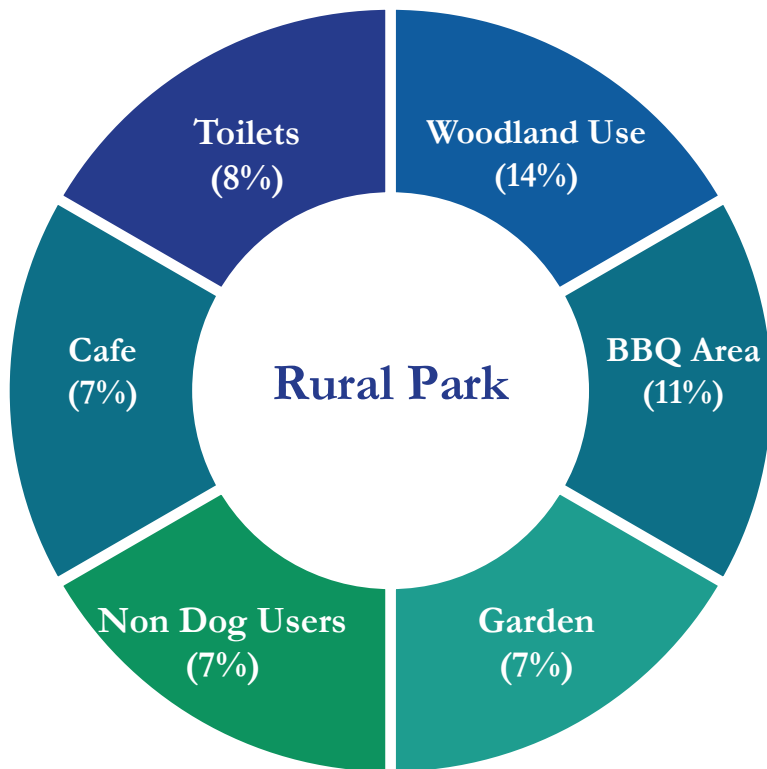 Toilets
(8%)
Woodland Use
(14%)
Cafe
(7%)
Rural Park
BBQ Area
(11%)
Non Dog Users
(7%)
Garden
(7%)